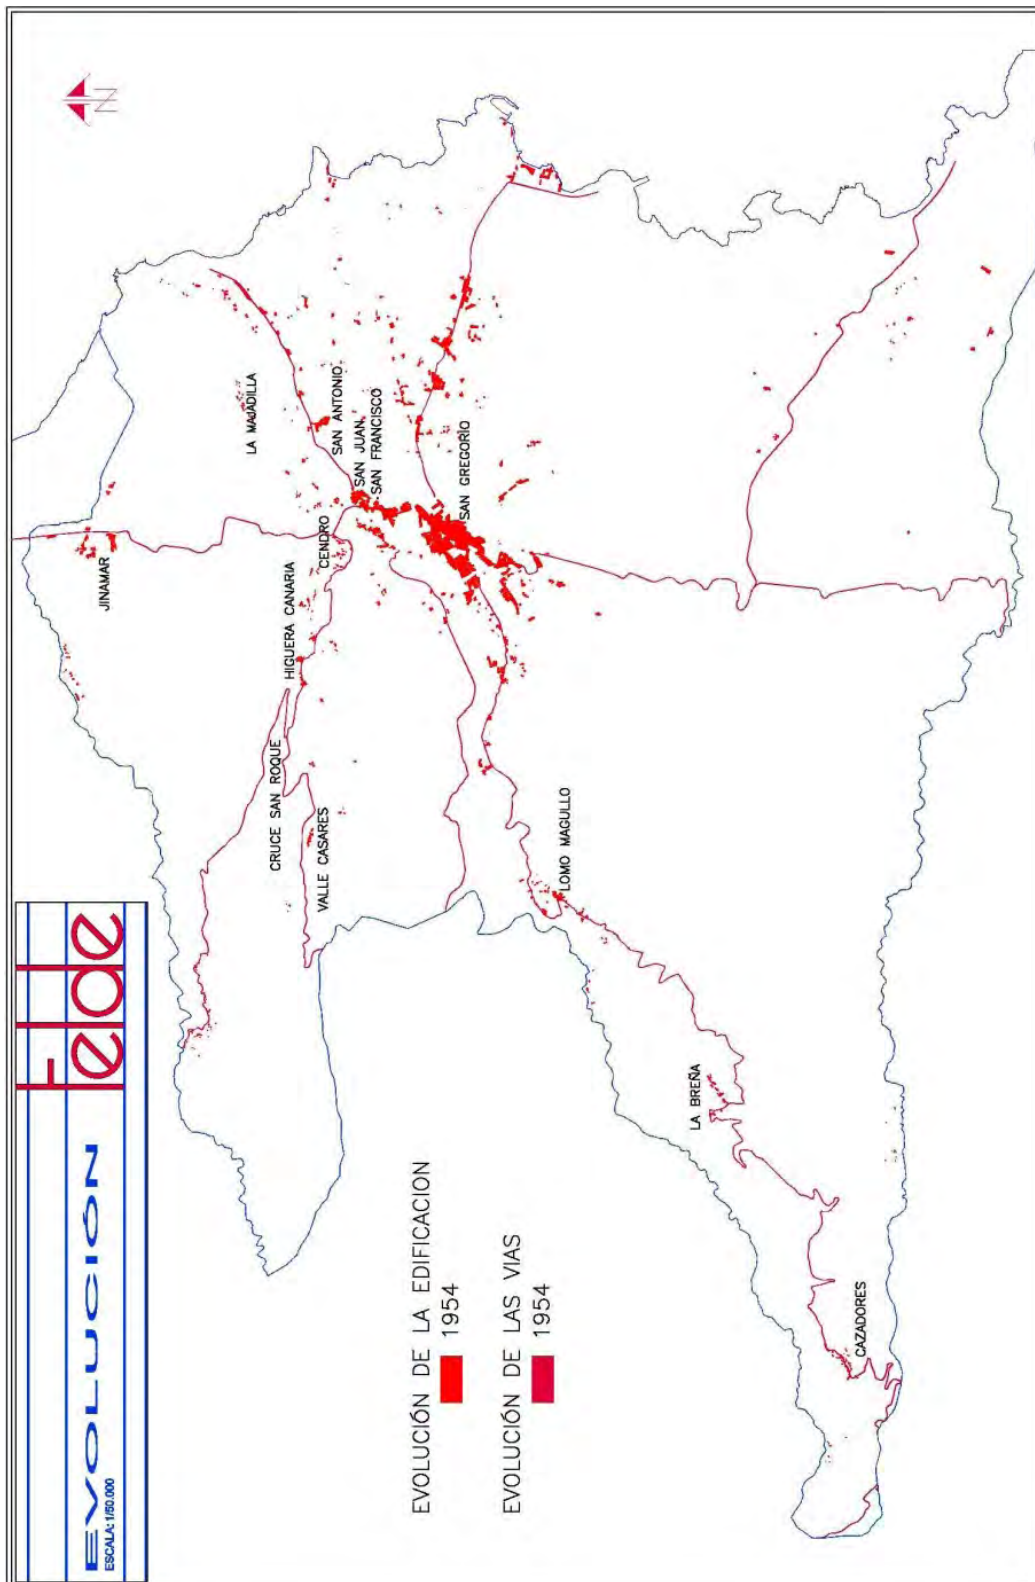 Telde
EVOLUCIÓN
ESCALA: 1/50.000
N
JINAMAR
LA MAJADILLA
SAN ANTONIO
SAN JUAN
SAN FRANCISCO
CENDRO
SAN GREGORÍO
HIGUERA CANARIA
CRUCE SAN ROQUE
VALLE CASARES
LOMO MAGULLO
LA BREÑA
CAZADORES
EVOLUCIÓN DE LA EDIFICACION
1954
EVOLUCIÓN DE LAS VIAS
1954